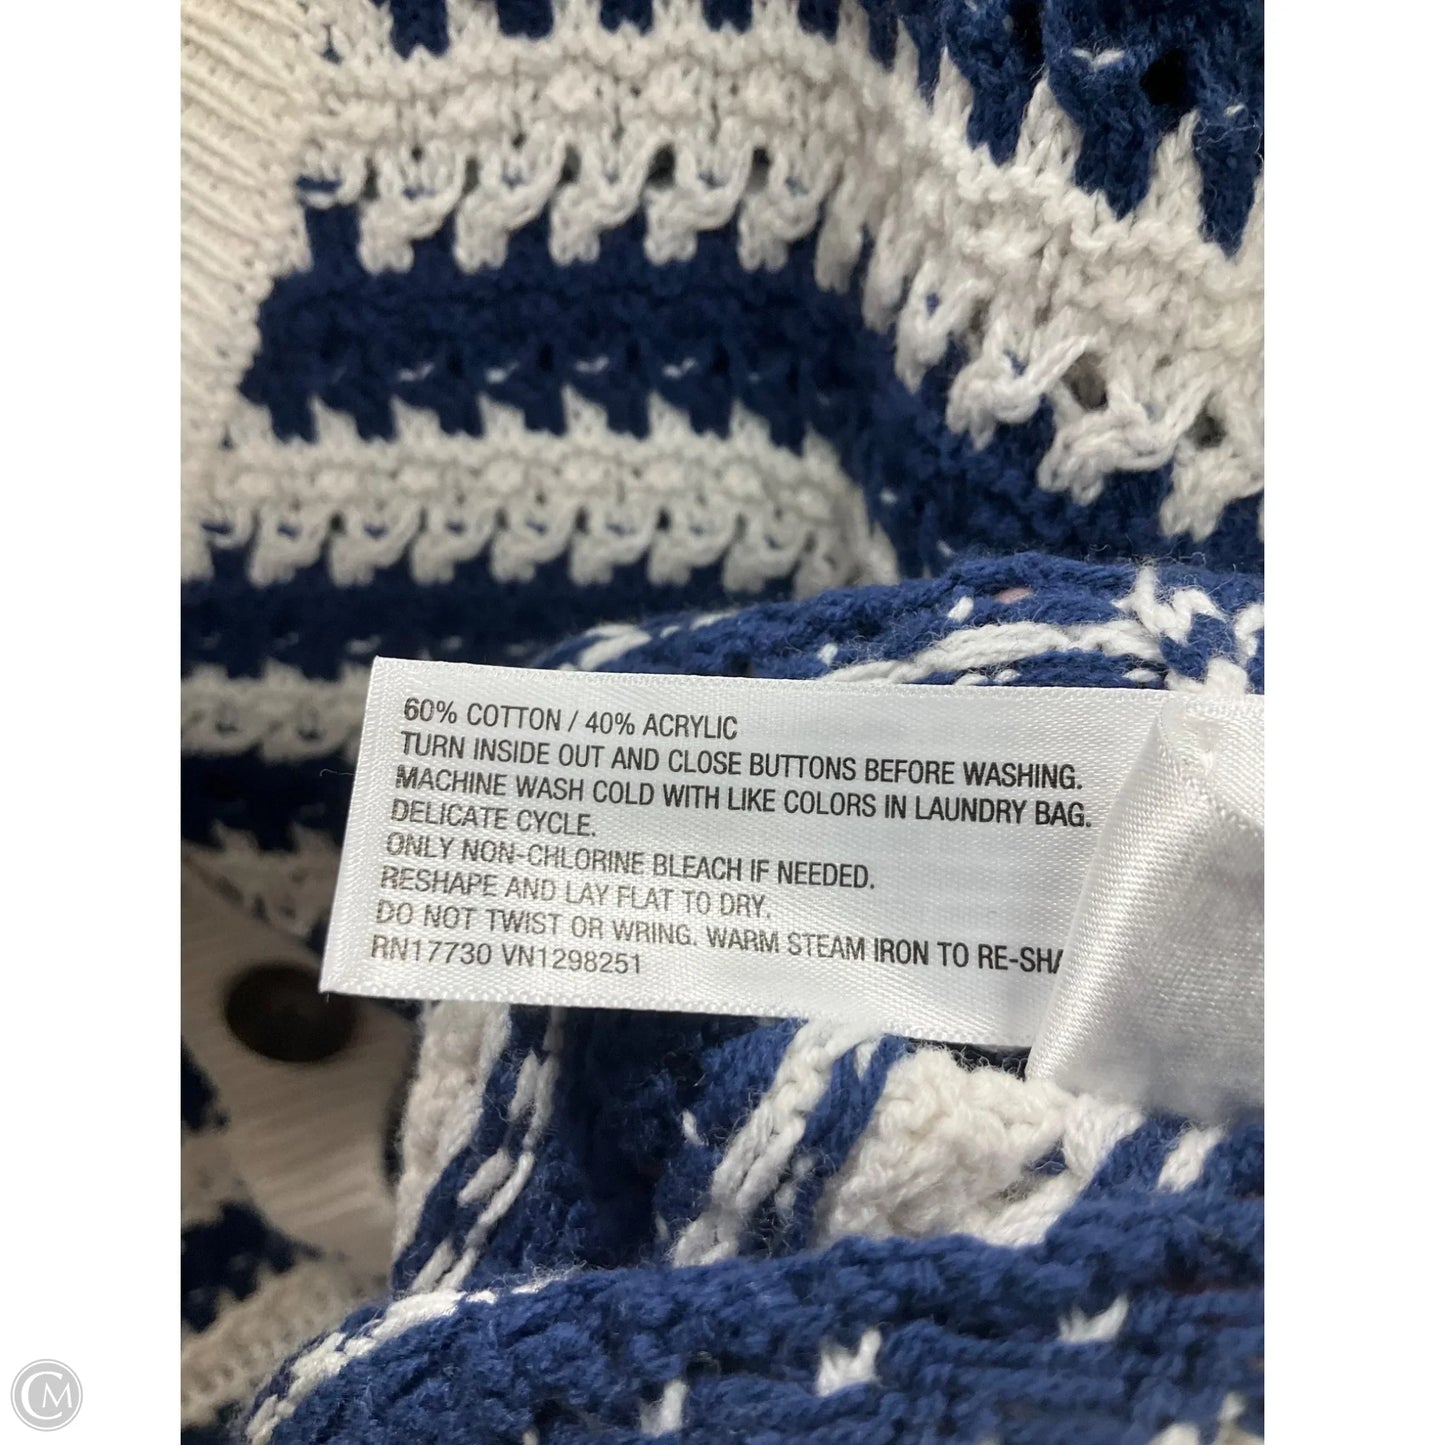 60% COTTON / 40% ACRYLIC
TURN INSIDE OUT AND CLOSE BUTTONS BEFORE WASHING.
MACHINE WASH COLD WITH LIKE COLORS IN LAUNDRY BAG.
DELICATE CYCLE.
ONLY NON-CHLORINE BLEACH IF NEEDED.
RESHAPE AND LAY FLAT TO DRY.
DO NOT TWIST OR WRING. WARM STEAM IRON TO
RN17730 VN1298251
CM